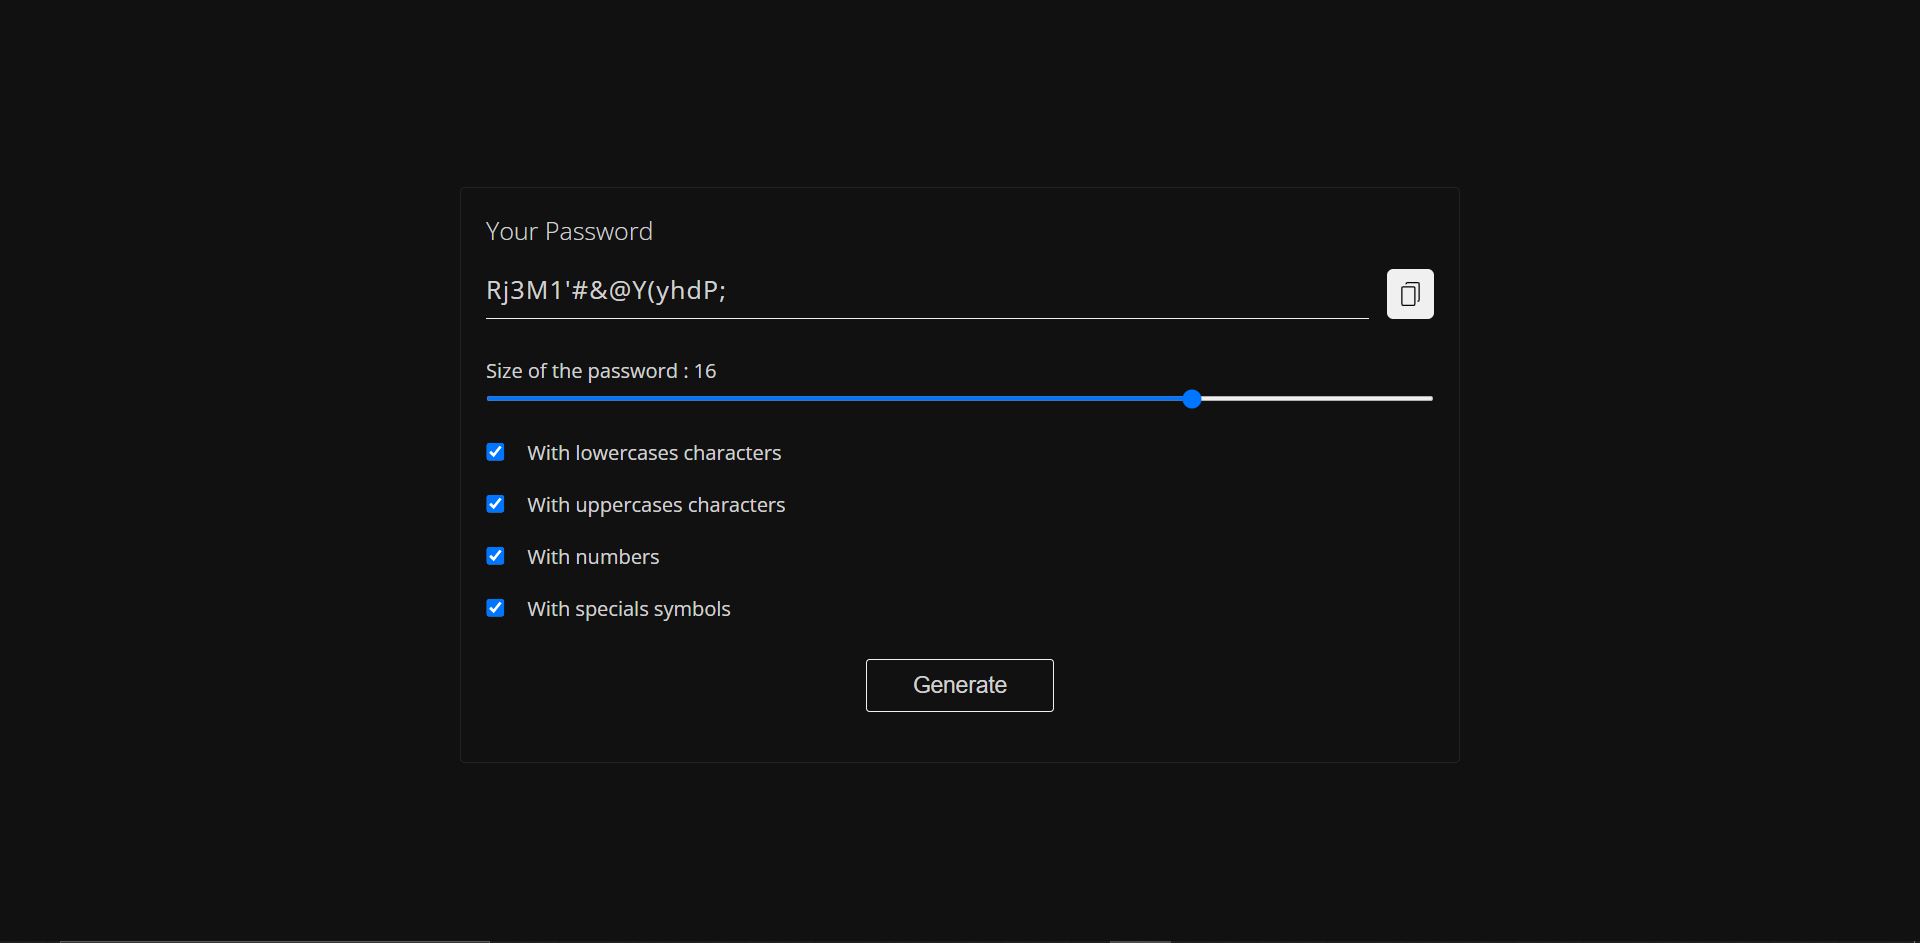 Your Password
Rj3M1'#&@Y(yhdP;
Size of the password : 16
With lowercases characters
With uppercases characters
With numbers
With specials symbols
Generate